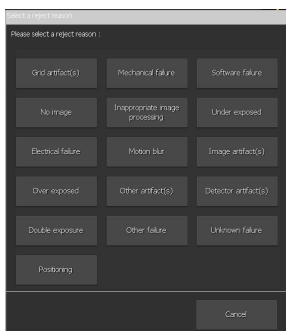 Select a reject reason
Please select a reject reason :
Grid artifact(s)
Mechanical failure
Software failure
No image
Inappropriate image
processing
Under exposed
Electrical failure
Motion blur
Image artifact(s)
Over exposed
Other artifact(s)
Detector artifact(s)
Double exposure
Other failure
Unknown failure
Positioning
Cancel